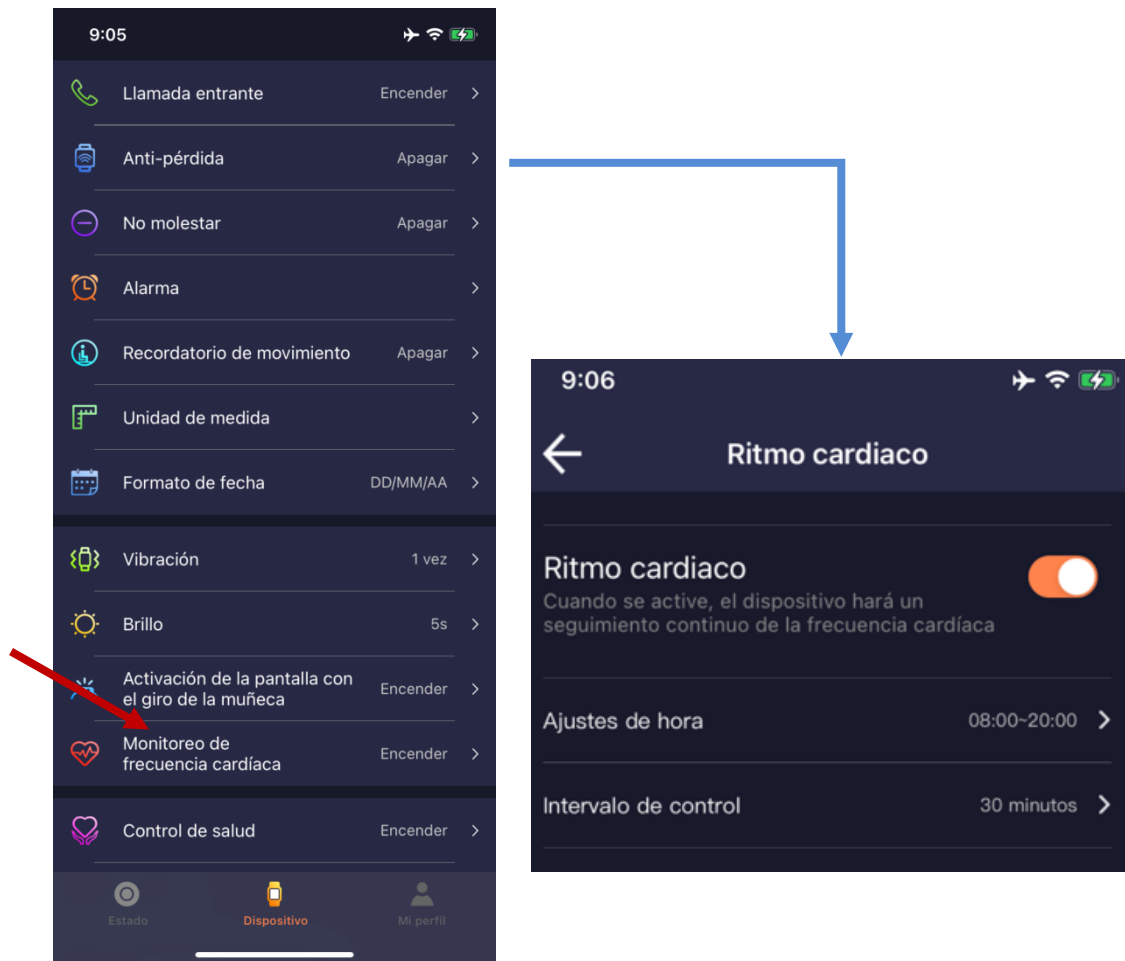 9:05
Llamada entrante Encender
Anti-pérdida Apagar
No molestar Apagar
Alarma
Recordatorio de movimiento Apagar
Unidad de medida
Formato de fecha DD/MM/AA
Vibración 1 vez
Brillo 5s
Activación de la pantalla con
el giro de la muñeca Encender
Monitoreo de
frecuencia cardíaca Encender
Control de salud Encender
Estado Dispositivo Mi perfil
9:06
Ritmo cardiaco
Ritmo cardiaco
Cuando se active, el dispositivo hará un
seguimiento continuo de la frecuencia cardíaca
Ajustes de hora 08:00~20:00
Intervalo de control 30 minutos